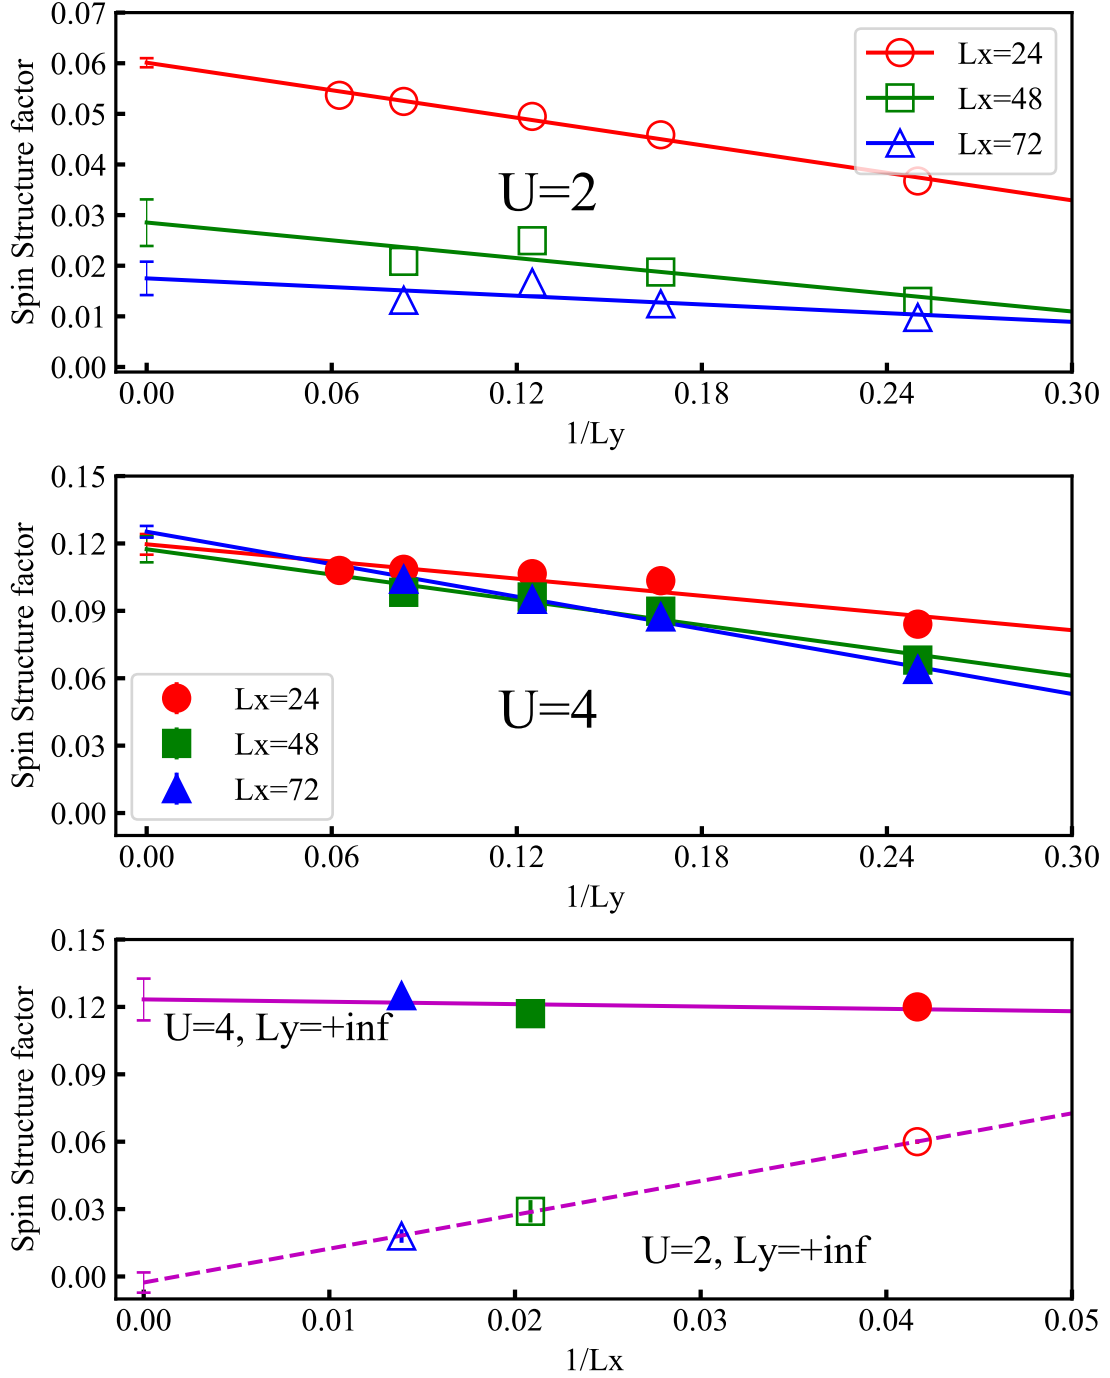 Spin Structure factor
0.07
0.06
0.05
0.04
0.03
0.02
0.01
0.00
Lx=24
Lx=48
Lx=72
U=2
0.00 0.06 0.12 0.18 0.24 0.30
1/Ly
Spin Structure factor
0.15
0.12
0.09
0.06
0.03
0.00
U=4
Lx=24
Lx=48
Lx=72
0.00 0.06 0.12 0.18 0.24 0.30
1/Ly
Spin Structure factor
0.15
0.12
0.09
0.06
0.03
0.00
U=4, Ly=+inf
U=2, Ly=+inf
0.00 0.01 0.02 0.03 0.04 0.05
1/Lx